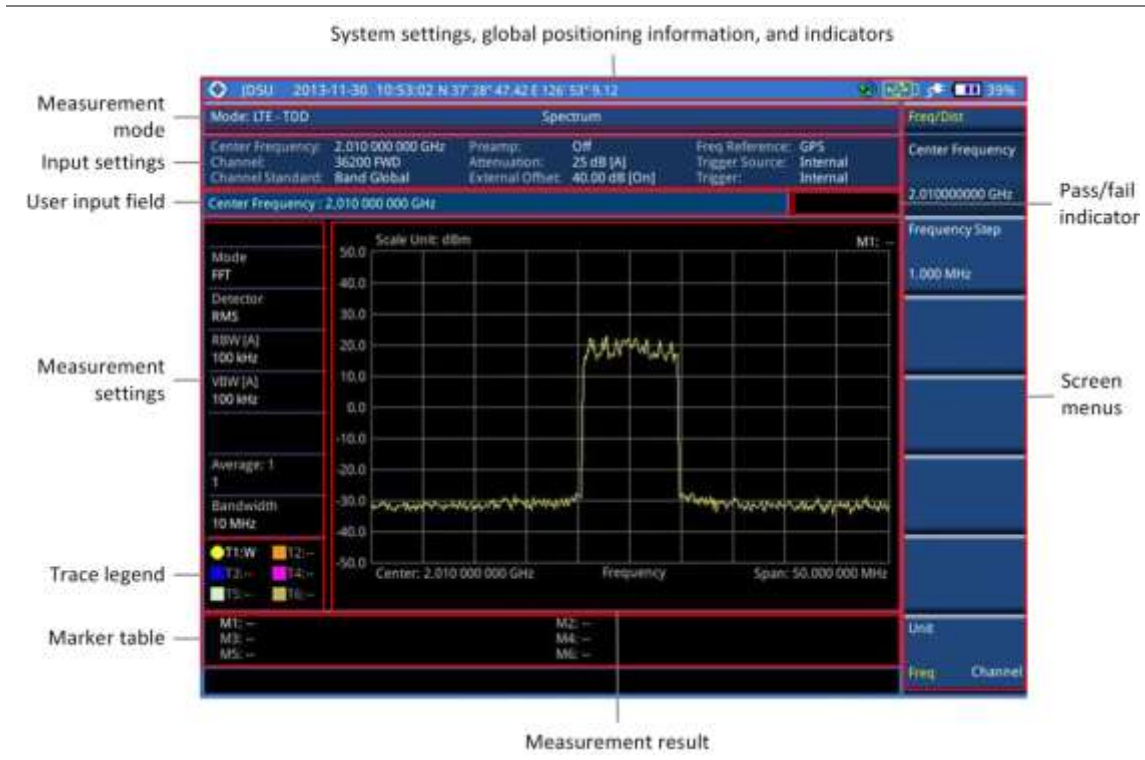 System settings, global positioning information, and indicators
JDSU 2013-11-30 10:53:02 N 37° 28" 47.42 E 126° 53" 9.12 39%
Measurement mode
Mode: LTE - TDD Spectrum
Freq/Dist
Input settings
Center Frequency: 2.010 000 000 GHz Preamp: Off Freq Reference: GPS
Channel: 36200 FWD Attenuation: 25 dB [A] Trigger Source: Internal
Channel Standard: Band Global External Offset: 40.00 dB [On] Trigger: Internal
Center Frequency
2.010000000 GHz
User input field
Center Frequency : 2.010 000 000 GHz
Pass/fail indicator
Frequency Step
1.000 MHz
Scale Unit: dBm
M1: --
Mode
FFT
Detector
RMS
RBW [A]
100 kHz
VBW [A]
100 kHz
Average: 1
1
Bandwidth
10 MHz
Measurement settings
50.0
40.0
30.0
20.0
10.0
0.0
-10.0
-20.0
-30.0
-40.0
-50.0
Center: 2.010 000 000 GHz Frequency Span: 50.000 000 MHz
Screen menus
Trace legend
T1:W T2:--
T3:-- T4:--
T5:-- T6:--
Marker table
M1: -- M2: --
M3: -- M4: --
M5: -- M6: --
Unit
Freq Channel
Measurement result